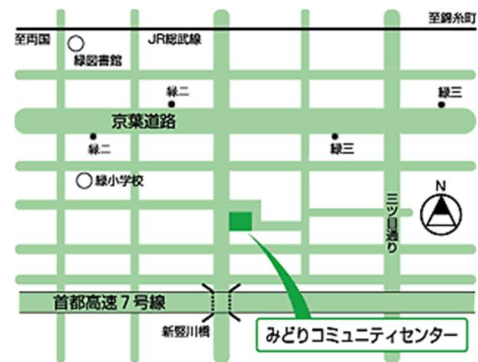 至錦糸町
至両国
JR総武線
緑図書館
緑二
緑三
京葉道路
緑二
緑三
緑小学校
N
三ツ目通り
首都高速7号線
新竪川橋
みどりコミュニティセンター